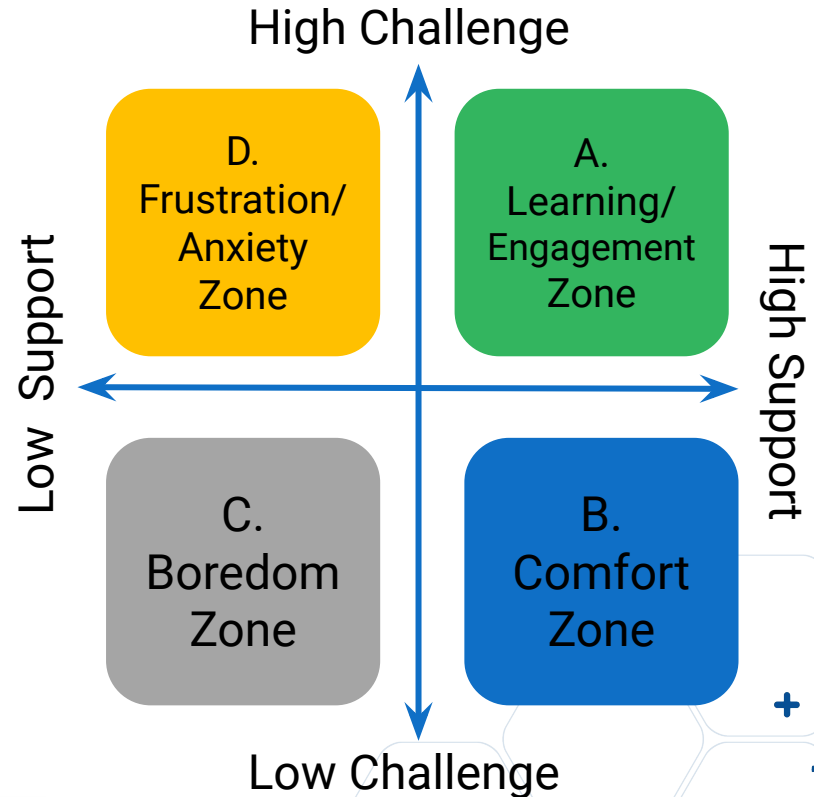 High Challenge
D.
Frustration/
Anxiety
Zone
A.
Learning/
Engagement
Zone
Low Support
High Support
C.
Boredom
Zone
B.
Comfort
Zone
Low Challenge